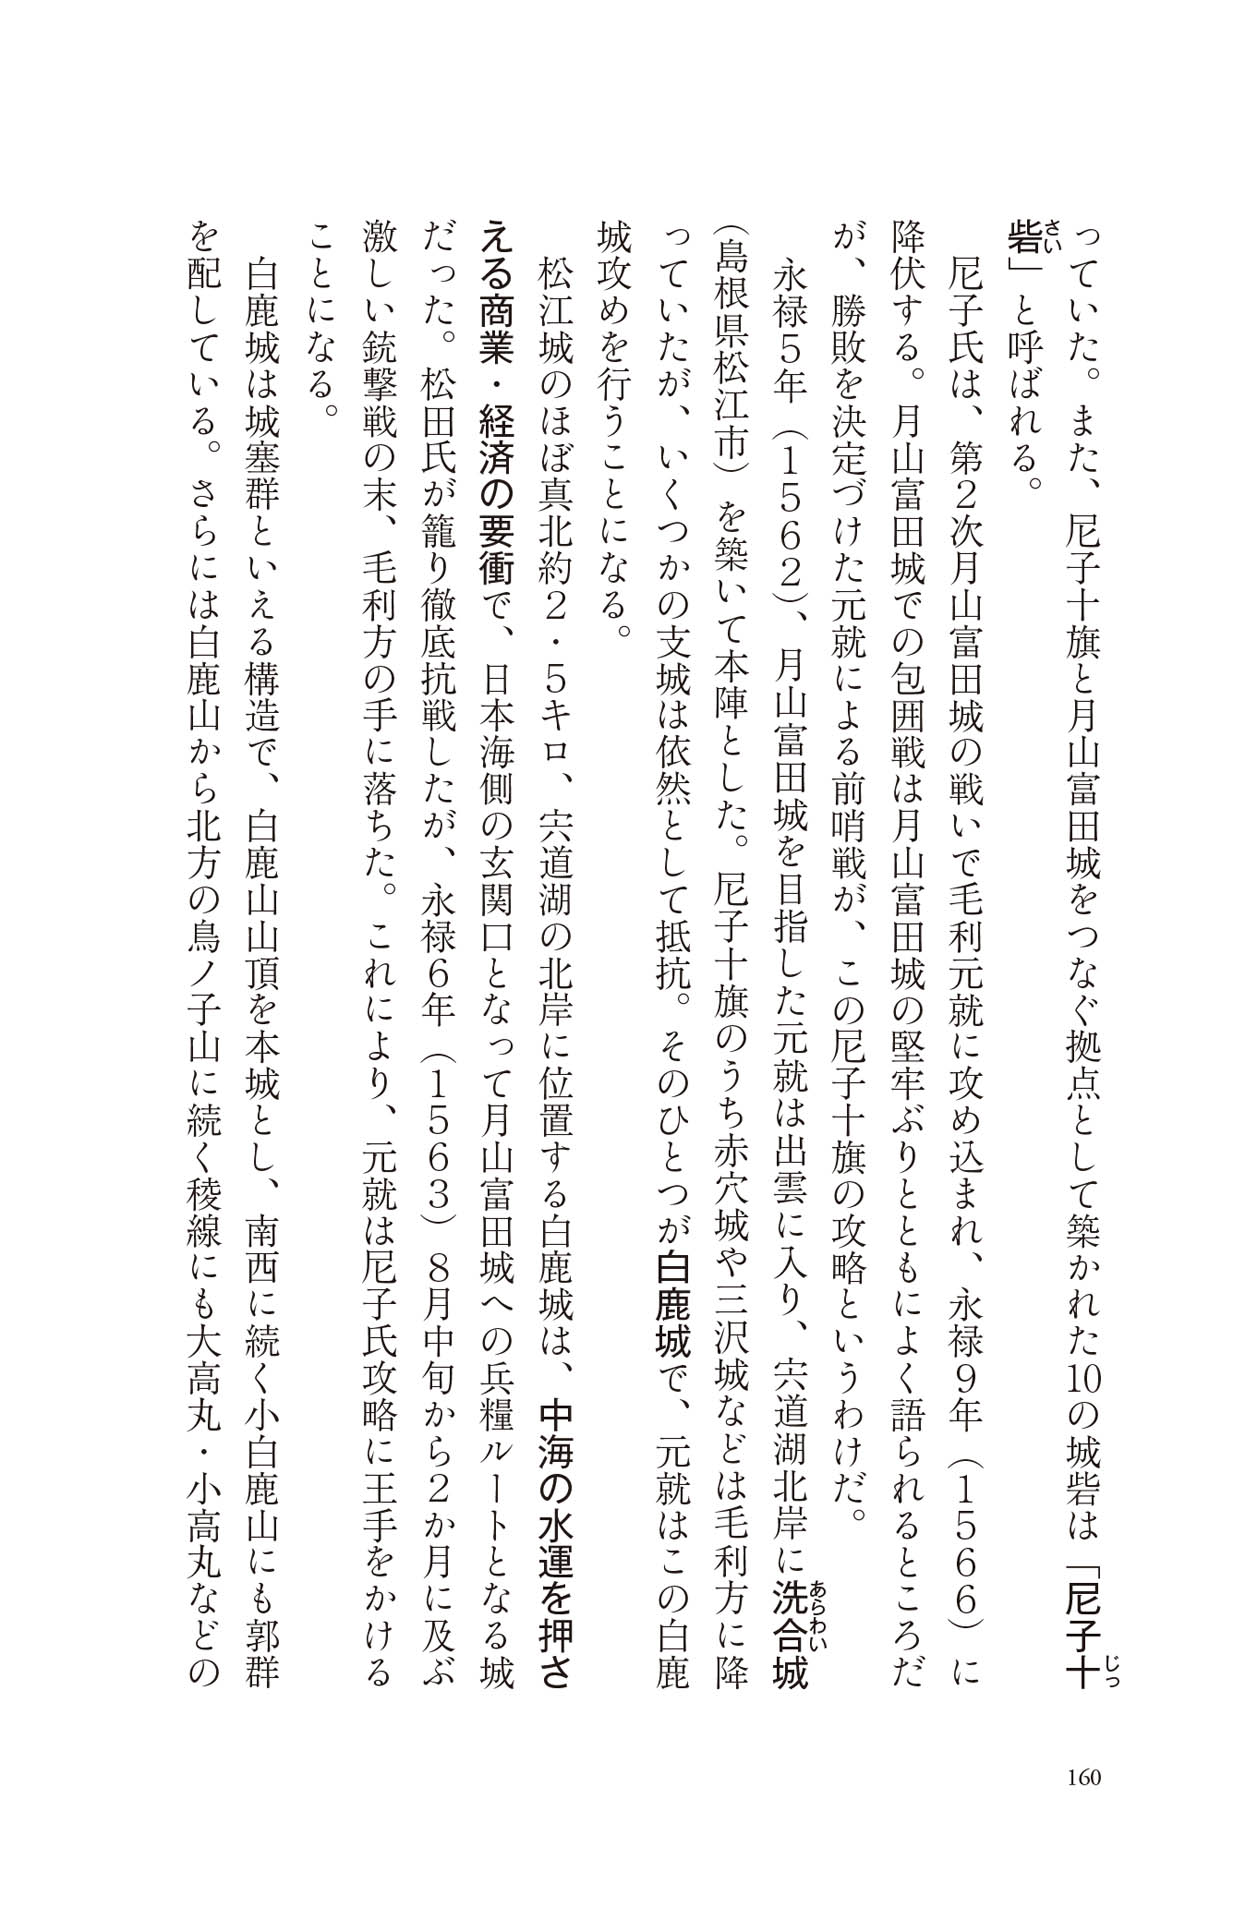 っていた。また、尼子十旗と月山富田城をつなぐ拠点として築かれた10の城砦は「尼子十
砦」と呼ばれる。
　尼子氏は、第２次月山富田城の戦いで毛利元就に攻め込まれ、永禄９年（１５６６）に
降伏する。月山富田城での包囲戦は月山富田城の堅牢ぶりとともによく語られるところだ
が、勝敗を決定づけた元就による前哨戦が、この尼子十旗の攻略というわけだ。
　永禄５年（１５６２）、月山富田城を目指した元就は出雲に入り、宍道湖北岸に洗合城
（島根県松江市）を築いて本陣とした。尼子十旗のうち赤穴城や三沢城などは毛利方に降
っていたが、いくつかの支城は依然として抵抗。そのひとつが白鹿城で、元就はこの白鹿
城攻めを行うことになる。
　松江城のほぼ真北約２・５キロ、宍道湖の北岸に位置する白鹿城は、中海の水運を押さ
える商業・経済の要衝で、日本海側の玄関口となって月山富田城への兵糧ルートとなる城
だった。松田氏が籠り徹底抗戦したが、永禄６年（１５６３）８月中旬から２か月に及ぶ
激しい銃撃戦の末、毛利方の手に落ちた。これにより、元就は尼子氏攻略に王手をかける
ことになる。
　白鹿城は城塞群といえる構造で、白鹿山山頂を本城とし、南西に続く小白鹿山にも郭群
を配している。さらには白鹿山から北方の鳥ノ子山に続く稜線にも大高丸・小高丸などの
じっ
さい
あらわい
160